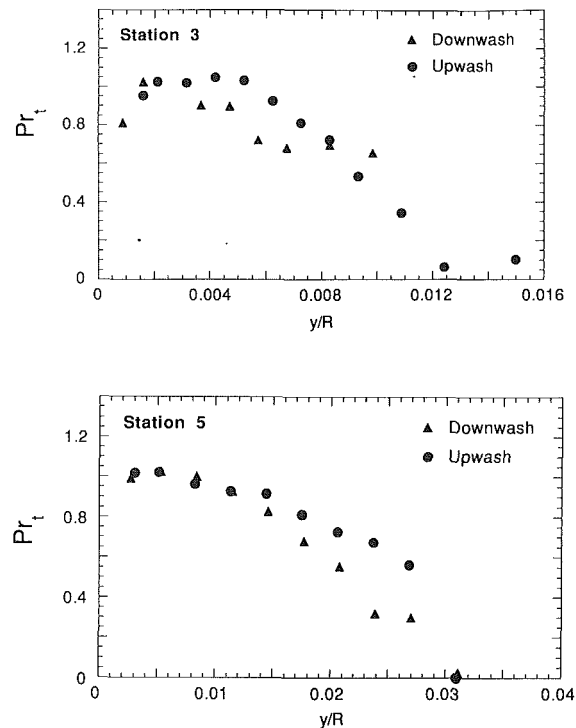 Station 3
Downwash
Upwash
1.2
0.8
0.4
0
Pr_t
0 0.004 0.008 0.012 0.016
y/R
Station 5
Downwash
Upwash
1.2
0.8
0.4
0
Pr_t
0 0.01 0.02 0.03 0.04
y/R